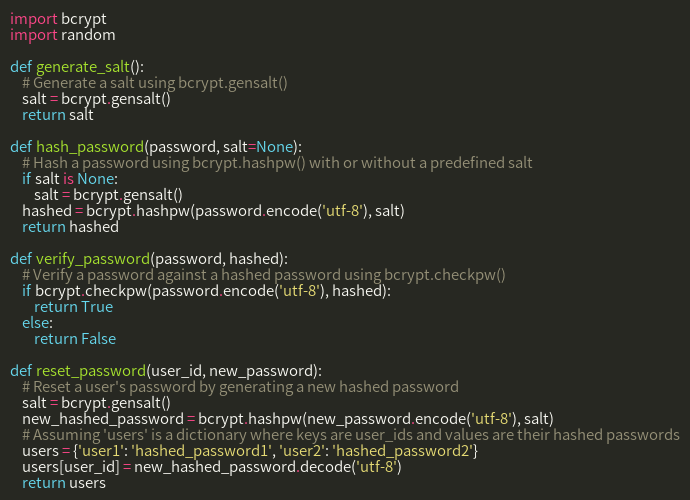 import bcrypt
import random
def generate_salt():
# Generate a salt using bcrypt.gensalt()
salt = bcrypt.gensalt()
return salt
def hash_password(password, salt=None):
# Hash a password using bcrypt.hashpw() with or without a predefined salt
if salt is None:
salt = bcrypt.gensalt()
hashed = bcrypt.hashpw(password.encode('utf-8'), salt)
return hashed
def verify_password(password, hashed):
# Verify a password against a hashed password using bcrypt.checkpw()
if bcrypt.checkpw(password.encode('utf-8'), hashed):
return True
else:
return False
def reset_password(user_id, new_password):
# Reset a user's password by generating a new hashed password
salt = bcrypt.gensalt()
new_hashed_password = bcrypt.hashpw(new_password.encode('utf-8'), salt)
# Assuming 'users' is a dictionary where keys are user_ids and values are their hashed passwords
users = {'user1': 'hashed_password1', 'user2': 'hashed_password2'}
users[user_id] = new_hashed_password.decode('utf-8')
return users